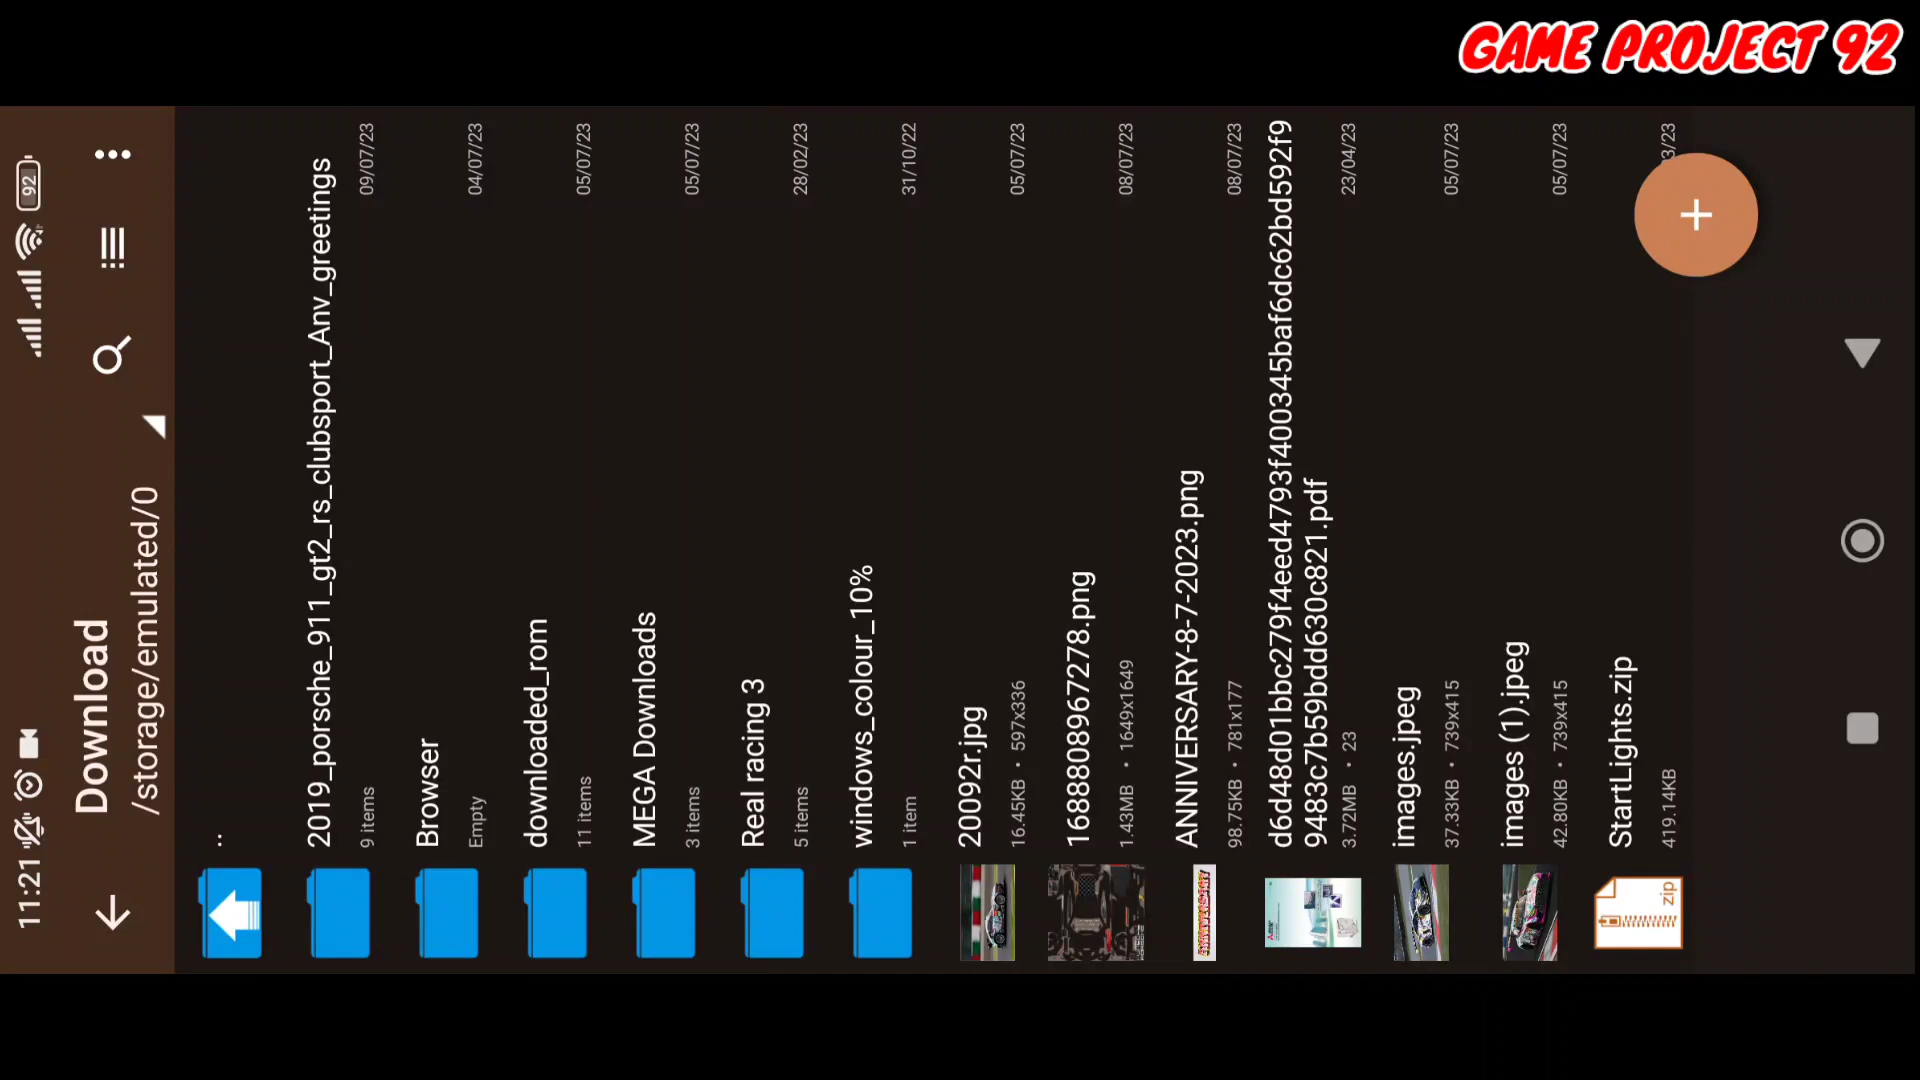 GAME PROJECT 92
11:21
92
Download
/storage/emulated/0
..
2019_porsche_911_gt2_rs_clubsport_Anv_greetings
9 items
09/07/23
Browser
Empty
04/07/23
downloaded_rom
11 items
05/07/23
MEGA Downloads
3 items
05/07/23
Real racing 3
5 items
28/02/23
windows_colour_10%
1 item
31/10/22
20092r.jpg
16.45KB • 597x336
05/07/23
1688808967278.png
1.43MB • 1649x1649
08/07/23
ANNIVERSARY-8-7-2023.png
98.75KB • 781x177
08/07/23
d6d48d01bbc279f4eed4793f400345baf6dc62bd592f9
9483c7b59bdd630c821.pdf
3.72MB • 23
23/04/23
images.jpeg
37.33KB • 739x415
05/07/23
images (1).jpeg
42.80KB • 739x415
05/07/23
StartLights.zip
419.14KB
3/23
zip